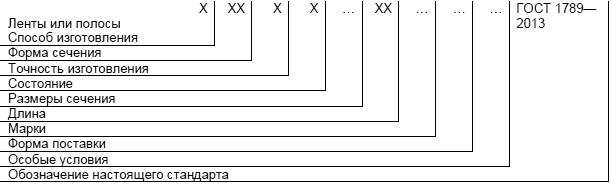 Х ХХ Х Х ... ХХ ... ... ... ГОСТ 1789—
2013
Ленты или полосы
Способ изготовления
Форма сечения
Точность изготовления
Состояние
Размеры сечения
Длина
Марки
Форма поставки
Особые условия
Обозначение настоящего стандарта